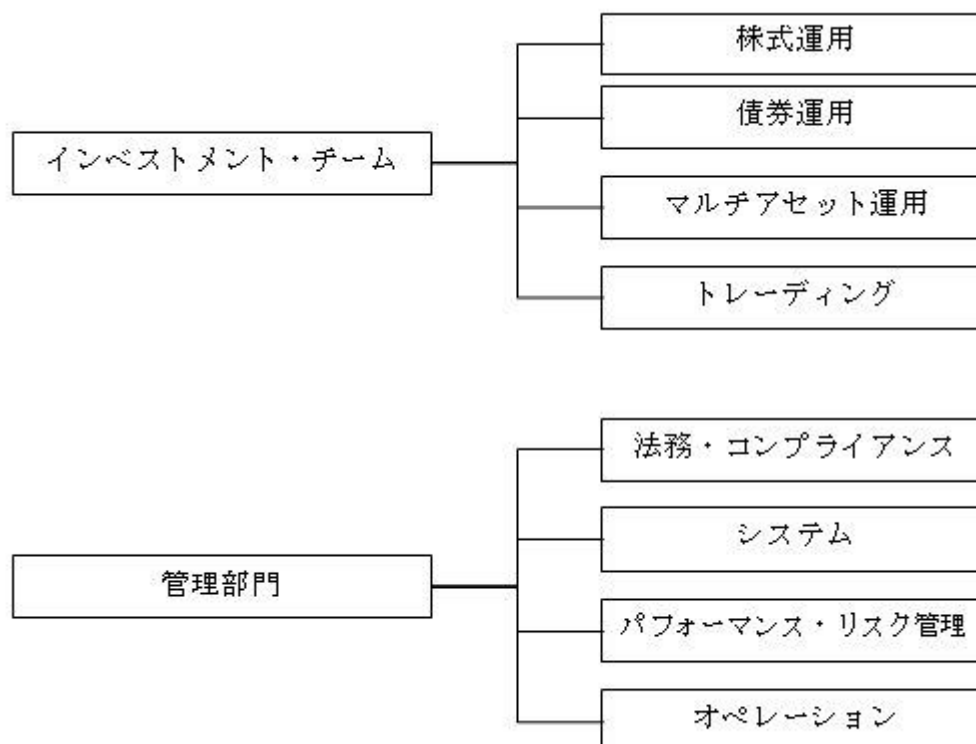 インベストメント・チーム
株式運用
債券運用
マルチアセット運用
トレーディング
管理部門
法務・コンプライアンス
システム
パフォーマンス・リスク管理
オペレーション